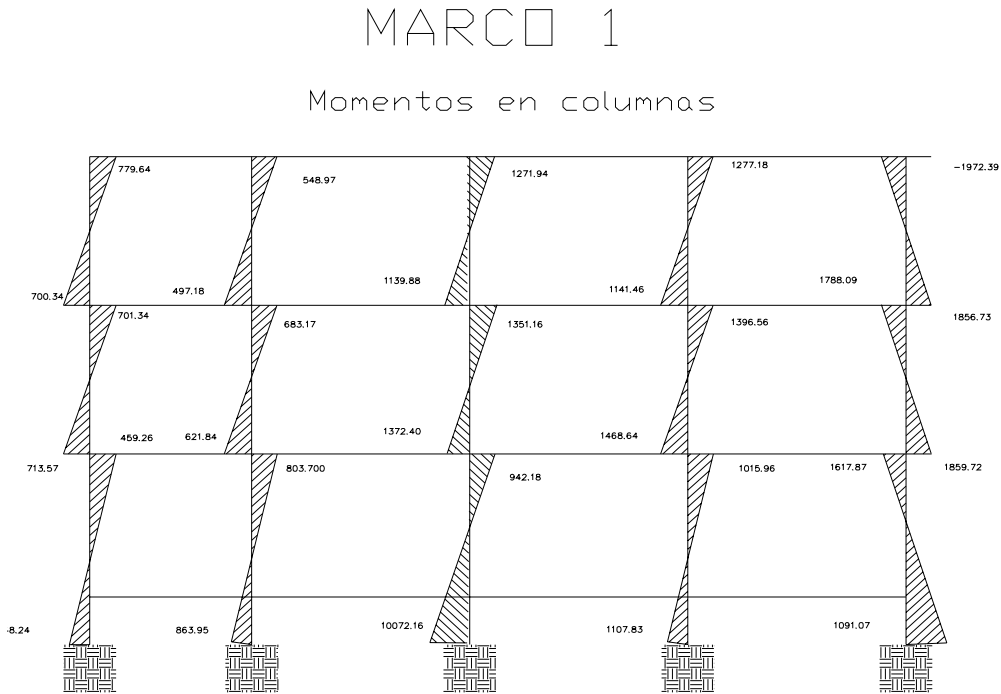 MARCO 1
Momentos en columnas
779.64 548.97 1271.94 1277.18 -1972.39
700.34 497.18 1139.88 1141.46 1788.09
701.34 683.17 1351.16 1396.56 1856.73
459.26 621.84 1372.40 1468.64
713.57 803.700 942.18 1015.96 1617.87 1859.72
-8.24 863.95 10072.16 1107.83 1091.07